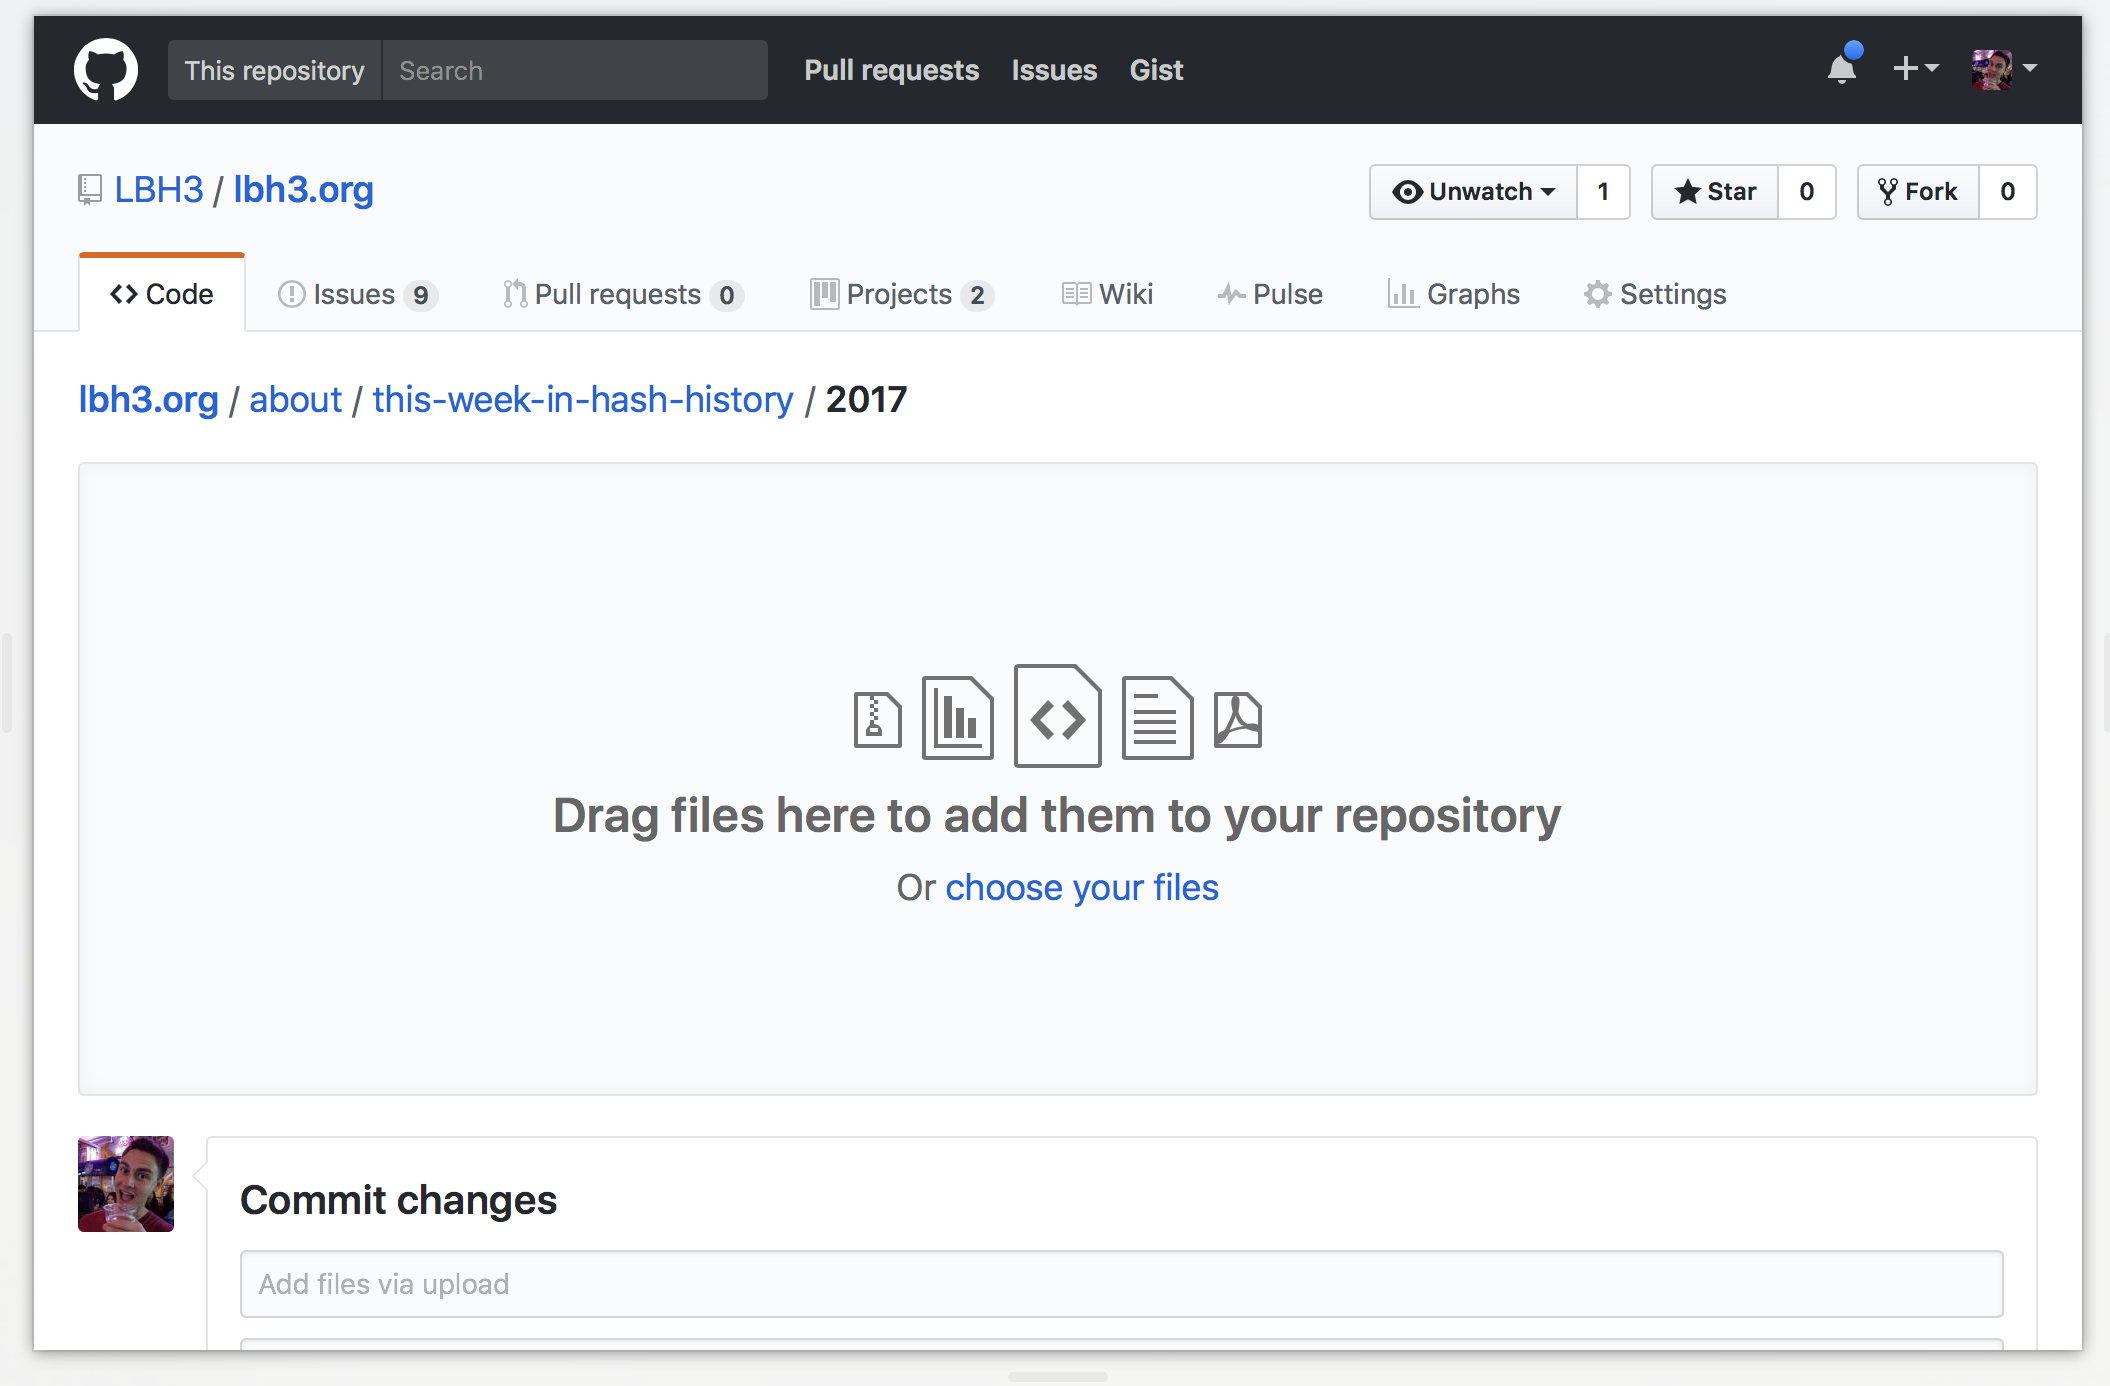 This repository Search Pull requests Issues Gist
LBH3 / lbh3.org Unwatch 1 Star 0 Fork 0
Code Issues 9 Pull requests 0 Projects 2 Wiki Pulse Graphs Settings
lbh3.org / about / this-week-in-hash-history / 2017
Drag files here to add them to your repository
Or choose your files
Commit changes
Add files via upload